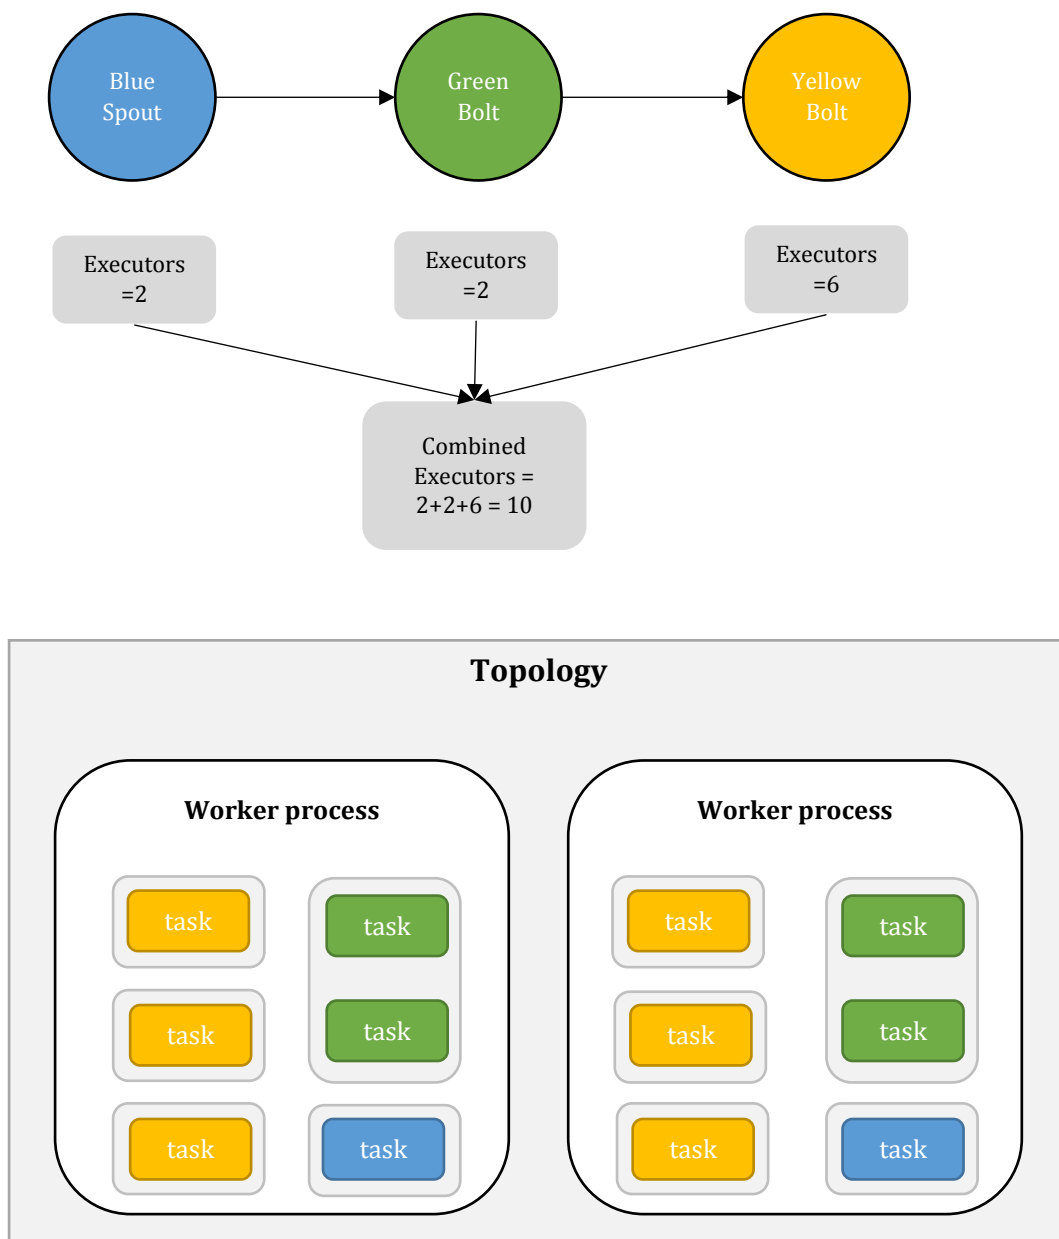 Blue
Spout
Green
Bolt
Yellow
Bolt
Executors
=2
Executors
=2
Executors
=6
Combined
Executors =
2+2+6 = 10
Topology
Worker process
Worker process
task
task
task
task
task
task
task
task
task
task
task
task